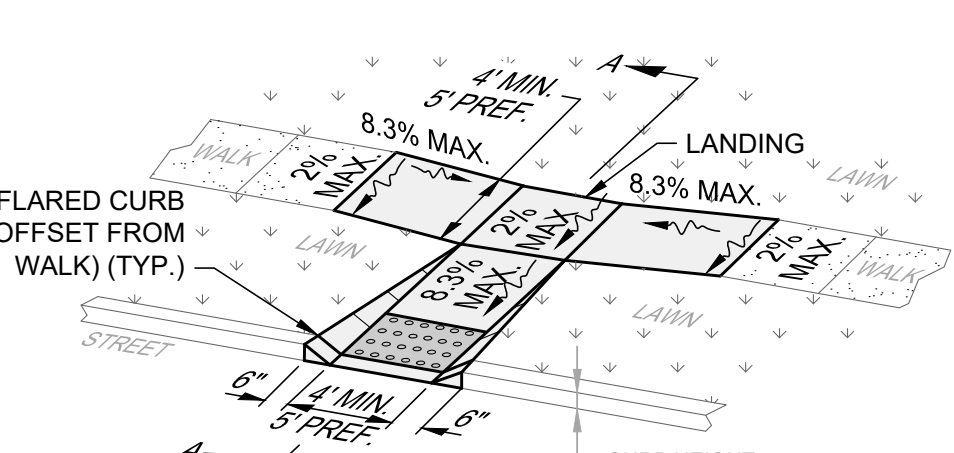 A
4' MIN.
5' PREF.
8.3% MAX.
LANDING
WALK
2%
MAX.
8.3% MAX.
LAWN
FLARED CURB
OFFSET FROM
WALK) (TYP.)
2%
MAX
LAWN
2%
MAX.
WALK
8.3%
MAX.
LAWN
STREET
6"
4' MIN.
5' PREF.
6"